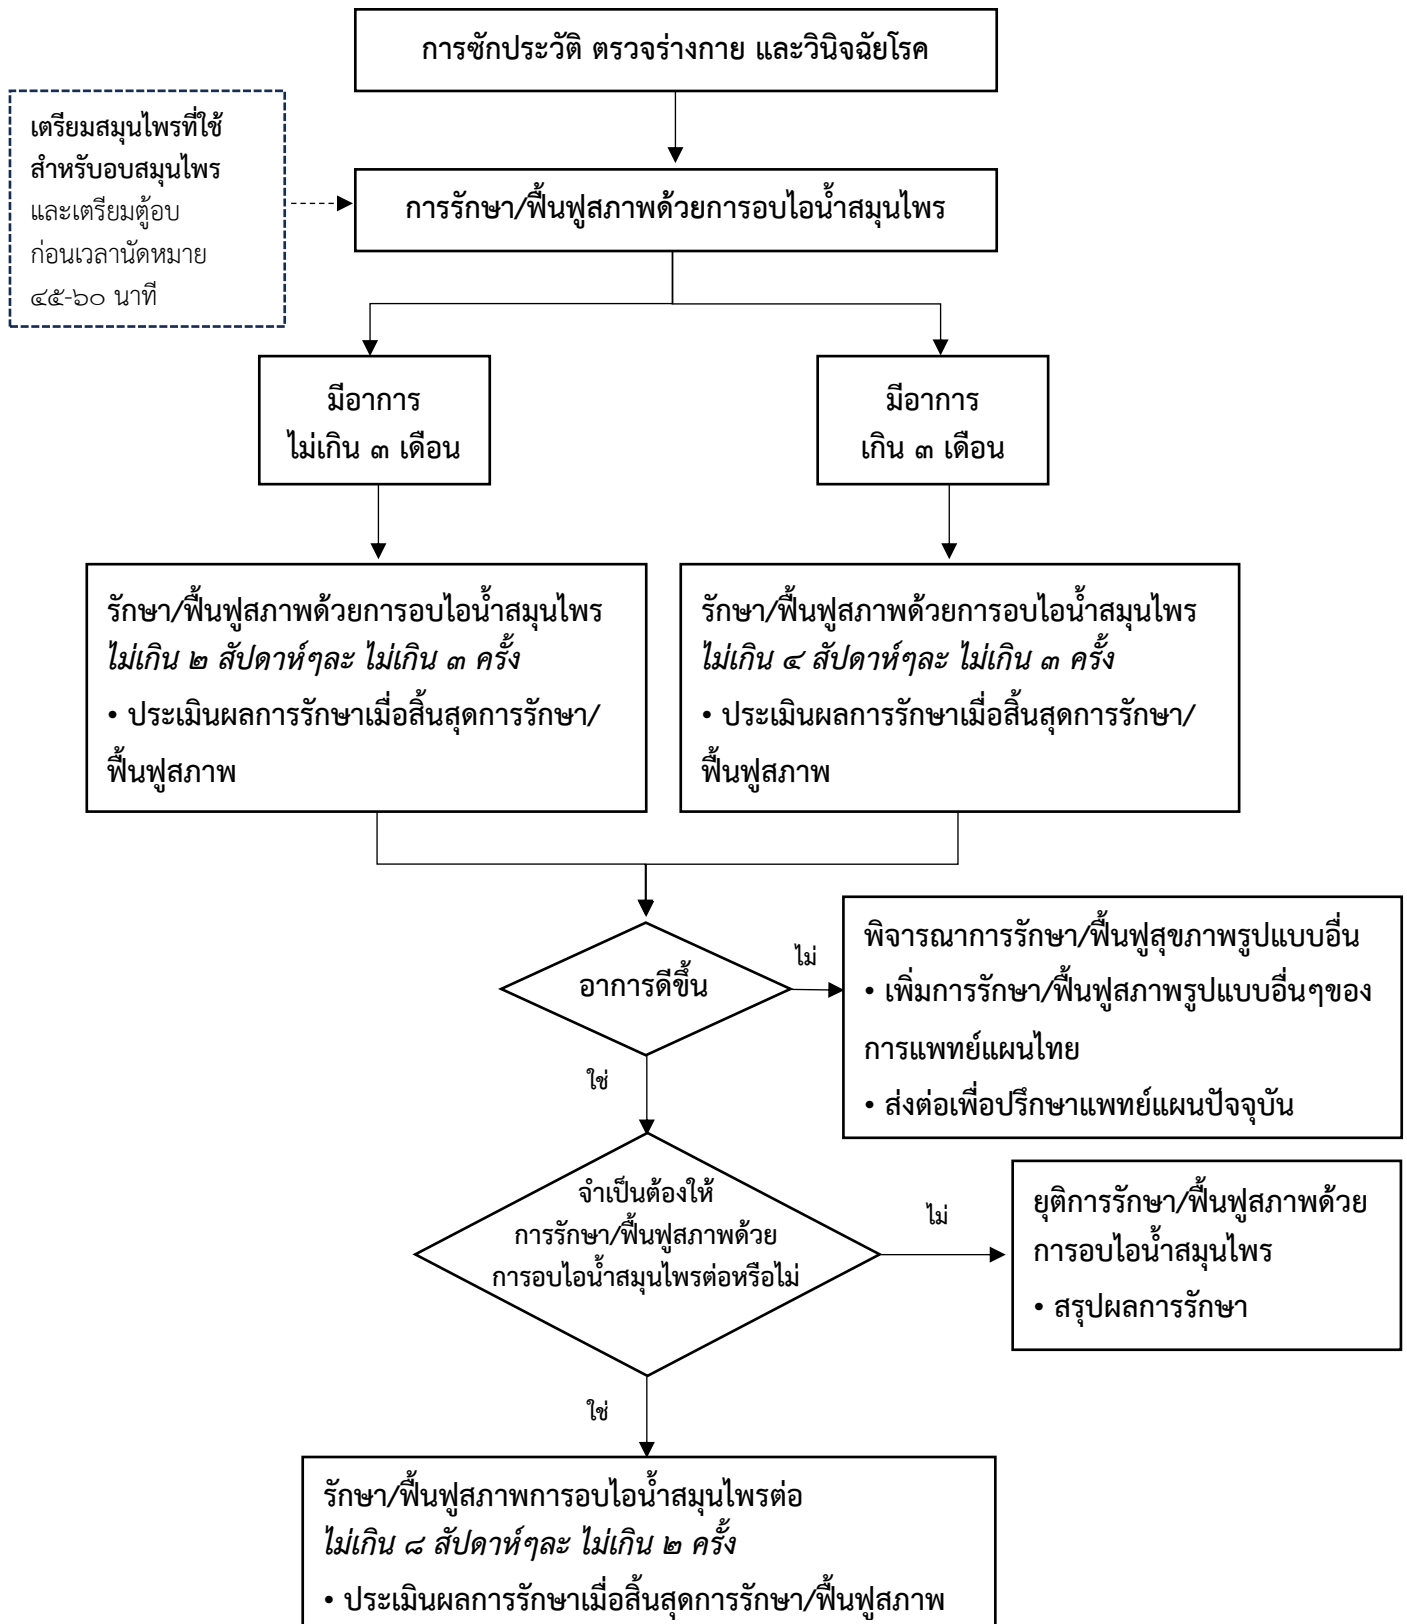 การซักประวัติ ตรวจร่างกาย และวินิจฉัยโรค
เตรียมสมุนไพรที่ใช้
สำหรับอบสมุนไพร
และเตรียมตู้อบ
ก่อนเวลานัดหมาย
๔๕-๖๐ นาที
การรักษา/ฟื้นฟูสภาพด้วยการอบไอน้ำสมุนไพร
มีอาการ
ไม่เกิน ๓ เดือน
มีอาการ
เกิน ๓ เดือน
รักษา/ฟื้นฟูสภาพด้วยการอบไอน้ำสมุนไพร
ไม่เกิน ๒ สัปดาห์ๆละ ไม่เกิน ๓ ครั้ง
• ประเมินผลการรักษาเมื่อสิ้นสุดการรักษา/
ฟื้นฟูสภาพ
รักษา/ฟื้นฟูสภาพด้วยการอบไอน้ำสมุนไพร
ไม่เกิน ๔ สัปดาห์ๆละ ไม่เกิน ๓ ครั้ง
• ประเมินผลการรักษาเมื่อสิ้นสุดการรักษา/
ฟื้นฟูสภาพ
อาการดีขึ้น
ไม่
พิจารณาการรักษา/ฟื้นฟูสุขภาพรูปแบบอื่น
• เพิ่มการรักษา/ฟื้นฟูสภาพรูปแบบอื่นๆของ
การแพทย์แผนไทย
• ส่งต่อเพื่อปรึกษาแพทย์แผนปัจจุบัน
ใช่
จำเป็นต้องให้
การรักษา/ฟื้นฟูสภาพด้วย
การอบไอน้ำสมุนไพรต่อหรือไม่
ไม่
ยุติการรักษา/ฟื้นฟูสภาพด้วย
การอบไอน้ำสมุนไพร
• สรุปผลการรักษา
ใช่
รักษา/ฟื้นฟูสภาพการอบไอน้ำสมุนไพรต่อ
ไม่เกิน ๘ สัปดาห์ๆละ ไม่เกิน ๒ ครั้ง
• ประเมินผลการรักษาเมื่อสิ้นสุดการรักษา/ฟื้นฟูสภาพ